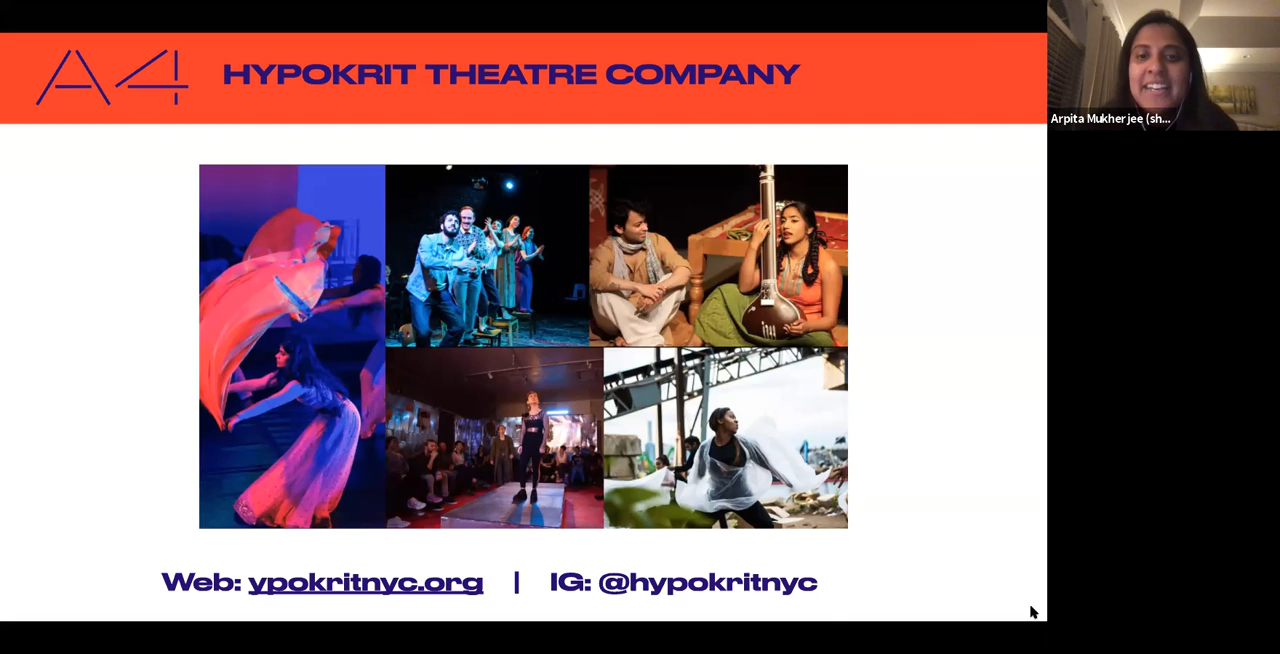 A4 HYPOKRIT THEATRE COMPANY
Arpita Mukherjee (sh...
Web: ypokritnyc.org | IG: @hypokritnyc